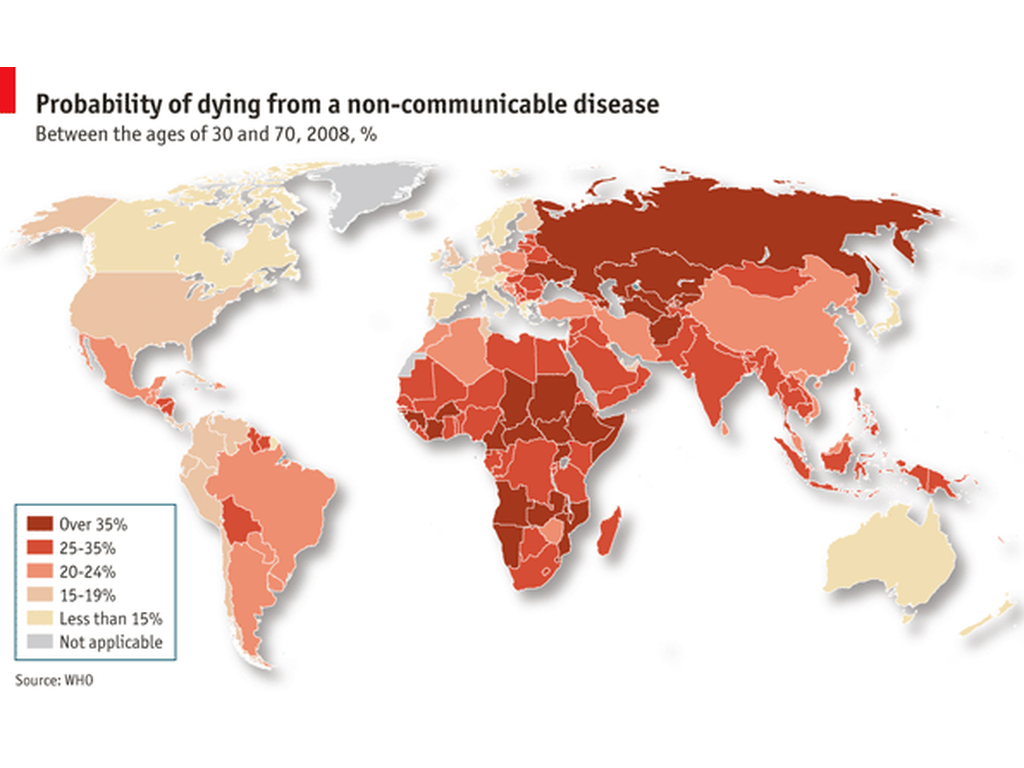 Probability of dying from a non-communicable disease
Between the ages of 30 and 70, 2008, %
Over 35%
25-35%
20-24%
15-19%
Less than 15%
Not applicable
Source: WHO